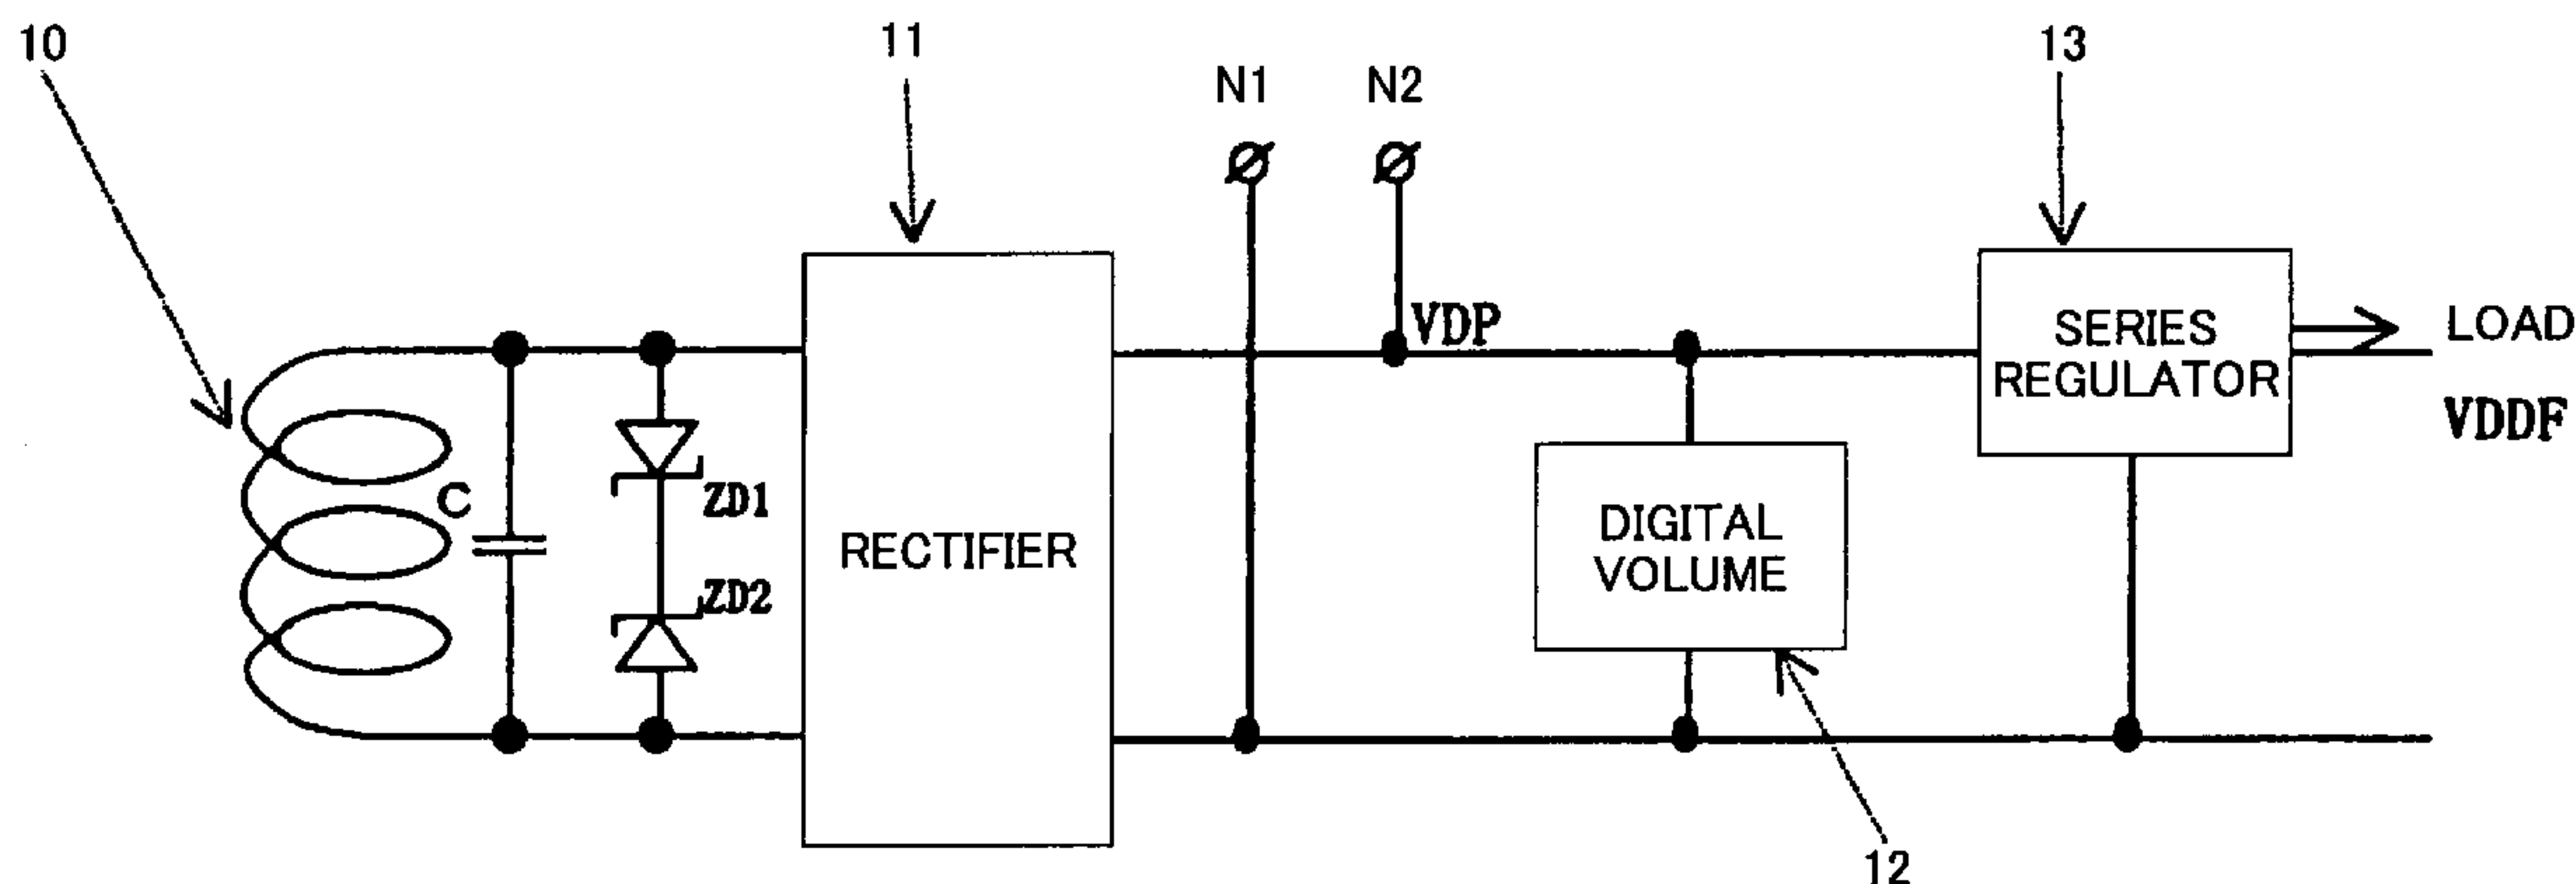 10
11
13
N1
N2
VDP
SERIES
REGULATOR
LOAD
VDDF
C
ZD1
ZD2
RECTIFIER
DIGITAL
VOLUME
12